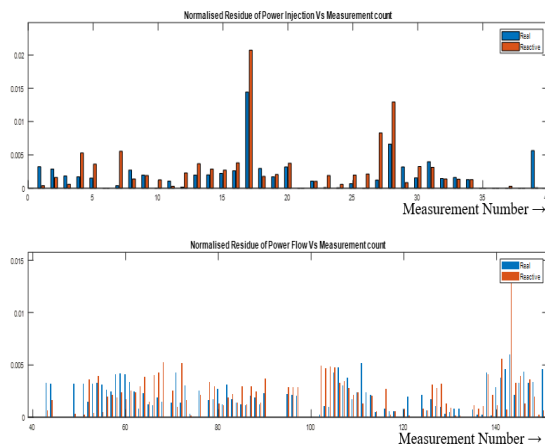 Normalised Residue of Power Injection Vs Measurement count
Real
Reactive
0.02
0.015
0.01
0.005
0
0 5 10 15 20 25 30 35 40
Measurement Number →
Normalised Residue of Power Flow Vs Measurement count
Real
Reactive
0.015
0.01
0.005
0
40 60 80 100 120 140
Measurement Number →